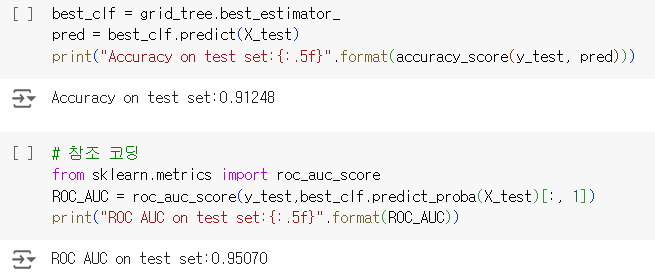 [ ] best_clf = grid_tree.best_estimator_
pred = best_clf.predict(X_test)
print("Accuracy on test set:{:.5f}".format(accuracy_score(y_test, pred)))
Accuracy on test set:0.91248
[ ] # 참조 코딩
from sklearn.metrics import roc_auc_score
ROC_AUC = roc_auc_score(y_test,best_clf.predict_proba(X_test)[:, 1])
print("ROC AUC on test set:{:.5f}".format(ROC_AUC))
ROC AUC on test set:0.95070